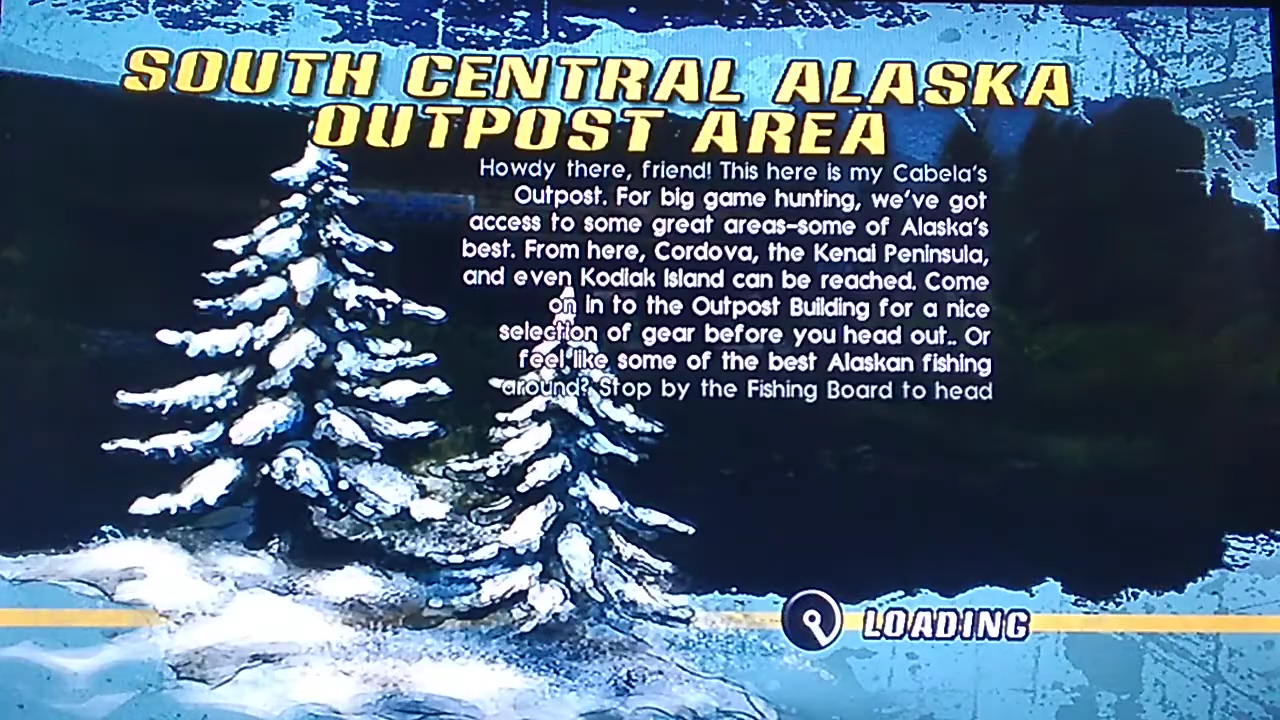 SOUTH CENTRAL ALASKA
OUTPOST AREA
Howdy there, friend! This here is my Cabela's
Outpost. For big game hunting, we've got
access to some great areas-some of Alaska's
best. From here, Cordova, the Kenai Peninsula,
and even Kodiak Island can be reached. Come
on in to the Outpost Building for a nice
selection of gear before you head out.. Or
feel like some of the best Alaskan fishing
around? Stop by the Fishing Board to head
LOADING